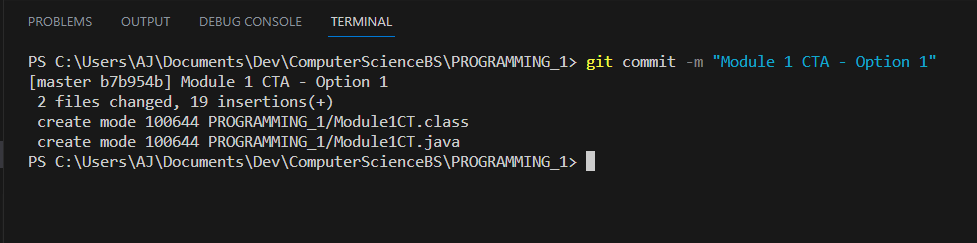 PROBLEMS OUTPUT DEBUG CONSOLE TERMINAL
PS C:\Users\AJ\Documents\Dev\ComputerScienceBS\PROGRAMMING_1> git commit -m "Module 1 CTA - Option 1"
[master b7b954b] Module 1 CTA - Option 1
 2 files changed, 19 insertions(+)
 create mode 100644 PROGRAMMING_1/Module1CT.class
 create mode 100644 PROGRAMMING_1/Module1CT.java
PS C:\Users\AJ\Documents\Dev\ComputerScienceBS\PROGRAMMING_1>